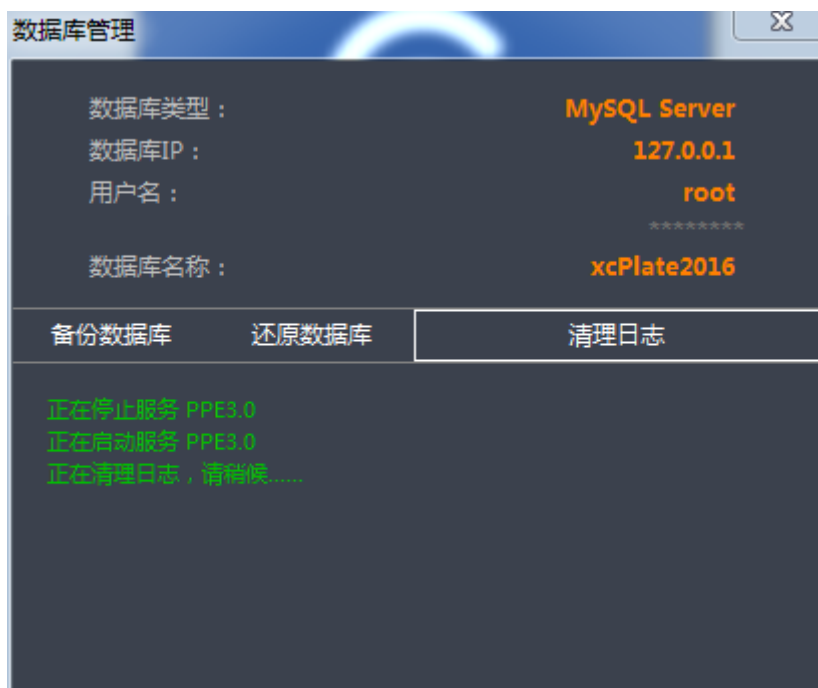 数据库管理
数据库类型： MySQL Server
数据库IP： 127.0.0.1
用户名： root
********
数据库名称： xcPlate2016
备份数据库 还原数据库 清理日志
正在停止服务 PPE3.0
正在启动服务 PPE3.0
正在清理日志，请稍候......